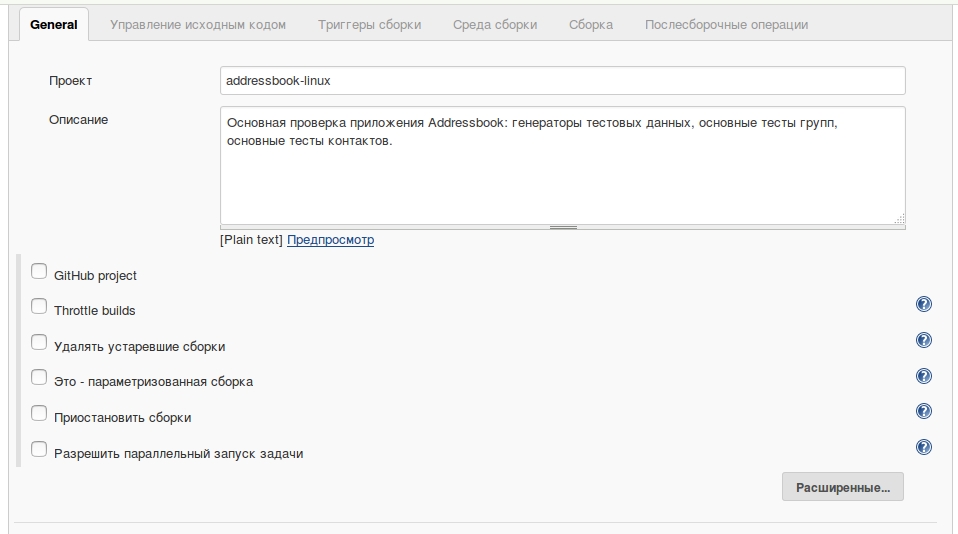 General Управление исходным кодом Триггеры сборки Среда сборки Сборка Послесборочные операции
Проект addressbook-linux
Описание Основная проверка приложения Addressbook: генераторы тестовых данных, основные тесты групп,
основные тесты контактов.
[Plain text] Предпросмотр
GitHub project
Throttle builds ?
Удалять устаревшие сборки ?
Это - параметризованная сборка ?
Приостановить сборки ?
Разрешить параллельный запуск задачи ?
Расширенные...